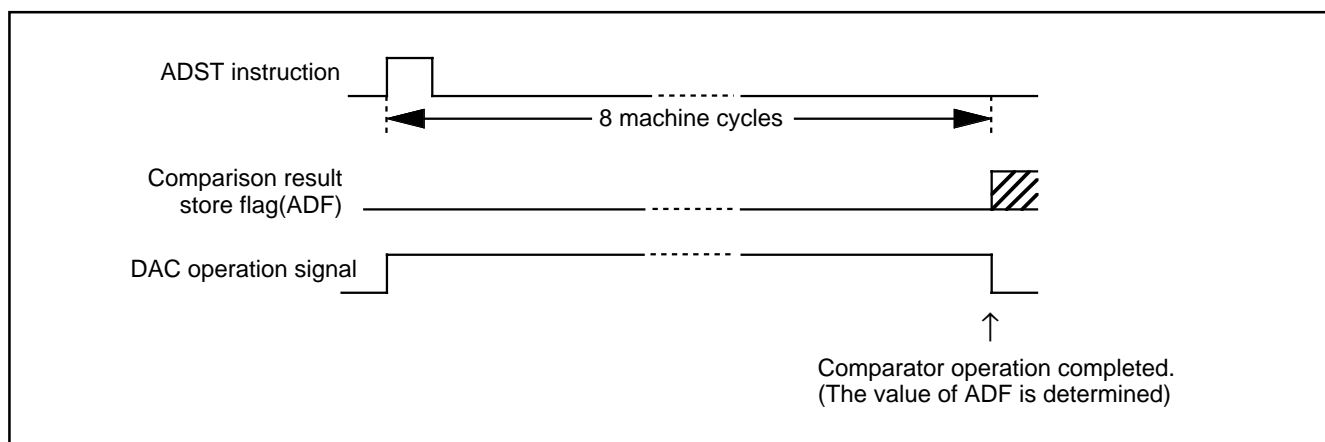 ADST instruction
8 machine cycles
Comparison result
store flag(ADF)
DAC operation signal
Comparator operation completed.
(The value of ADF is determined)